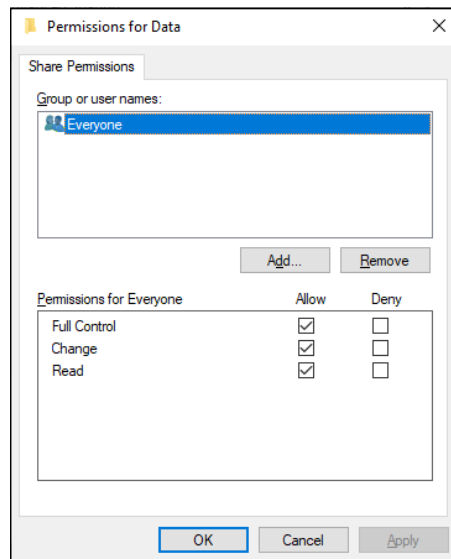 Permissions for Data
Share Permissions
Group or user names:
Everyone
Add... Remove
Permissions for Everyone Allow Deny
Full Control
Change
Read
OK Cancel Apply